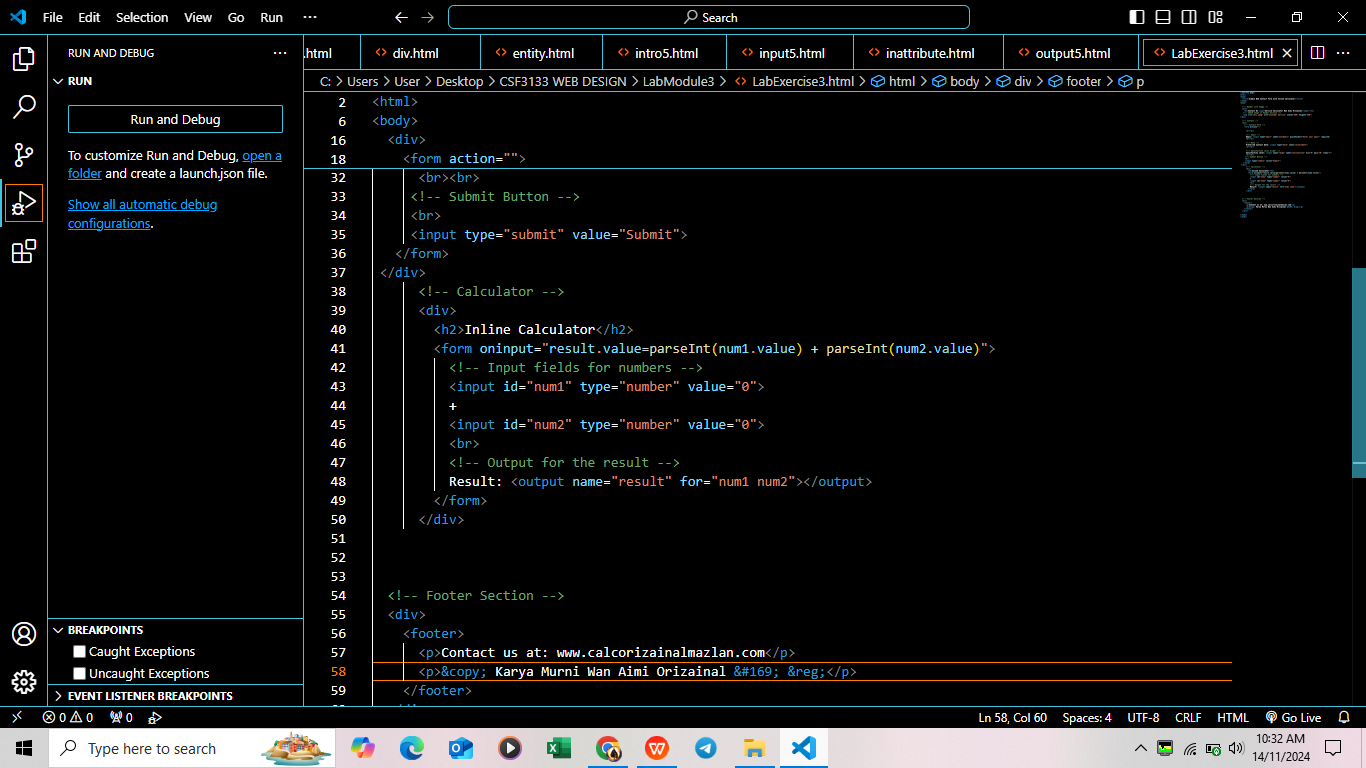 File Edit Selection View Go Run ··· Search
RUN AND DEBUG ···
RUN
Run and Debug
To customize Run and Debug, open a
folder and create a launch.json file.
Show all automatic debug
configurations.
BREAKPOINTS
Caught Exceptions
Uncaught Exceptions
EVENT LISTENER BREAKPOINTS
.html <> div.html <> entity.html <> intro5.html <> input5.html <> inattribute.html <> output5.html <> LabExercise3.html ···
C: > Users > User > Desktop > CSF3133 WEB DESIGN > LabModule3 > <> LabExercise3.html > html > body > div > footer > p
2 <html>
6 <body>
16 <div>
18 <form action="">
32 <br><br>
33 <!-- Submit Button -->
34 <br>
35 <input type="submit" value="Submit">
36 </form>
37 </div>
38 <!-- Calculator -->
39 <div>
40 <h2>Inline Calculator</h2>
41 <form oninput="result.value=parseInt(num1.value) + parseInt(num2.value)">
42 <!-- Input fields for numbers -->
43 <input id="num1" type="number" value="0">
44 +
45 <input id="num2" type="number" value="0">
46 <br>
47 <!-- Output for the result -->
48 Result: <output name="result" for="num1 num2"></output>
49 </form>
50 </div>
51
52
53
54 <!-- Footer Section -->
55 <div>
56 <footer>
57 <p>Contact us at: www.calcorizainalmazlan.com</p>
58 <p>&copy; Karya Murni Wan Aimi Orizainal &#169; &reg;</p>
59 </footer>
0 0 0 Ln 58, Col 60 Spaces: 4 UTF-8 CRLF HTML Go Live
Type here to search
10:32 AM
14/11/2024